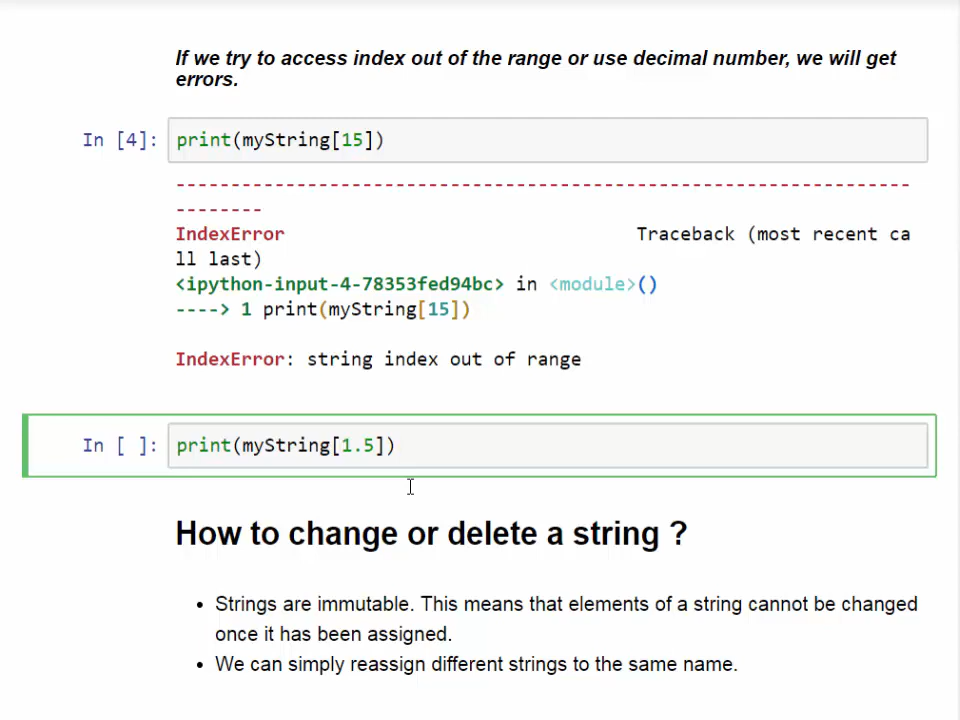 If we try to access index out of the range or use decimal number, we will get
errors.
In [4]: print(myString[15])
--------------------------------------------------------------------
--------
IndexError                                Traceback (most recent ca
ll last)
<ipython-input-4-78353fed94bc> in <module>()
----> 1 print(myString[15])
IndexError: string index out of range
In [ ]: print(myString[1.5])
How to change or delete a string ?
• Strings are immutable. This means that elements of a string cannot be changed
once it has been assigned.
• We can simply reassign different strings to the same name.